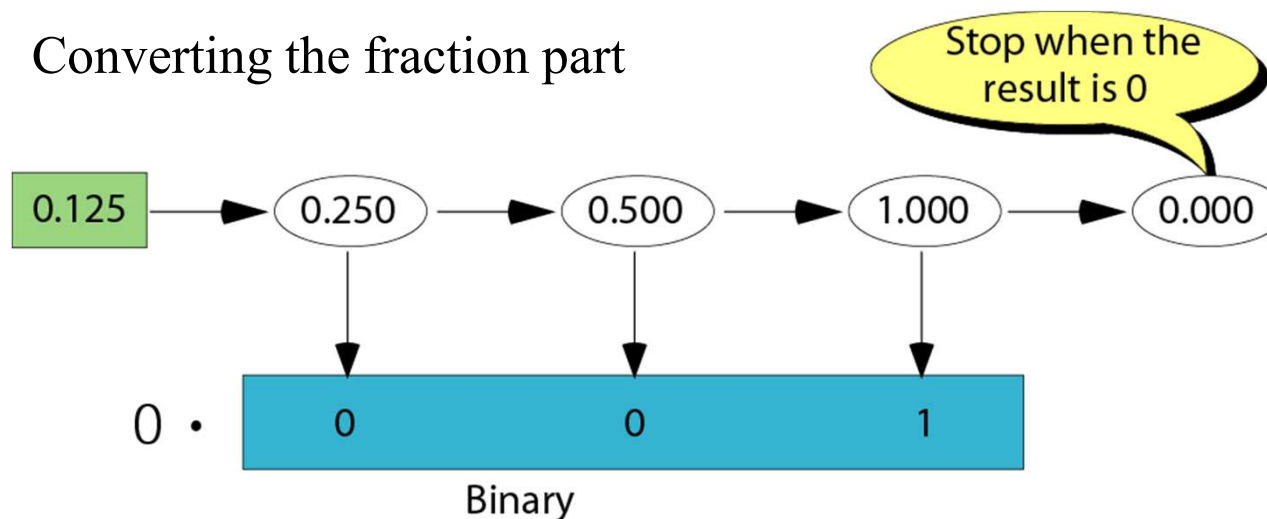 Converting the fraction part
Stop when the
result is 0
0.125
0.250
0.500
1.000
0.000
0 •
0
0
1
Binary